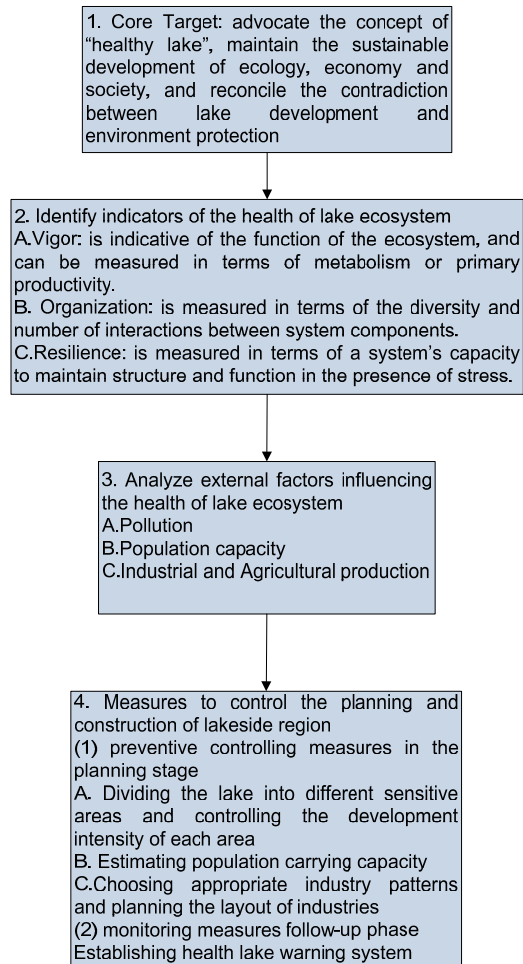 1. Core Target: advocate the concept of
“healthy lake”, maintain the sustainable
development of ecology, economy and
society, and reconcile the contradiction
between lake development and
environment protection
2. Identify indicators of the health of lake ecosystem
A.Vigor: is indicative of the function of the ecosystem, and
can be measured in terms of metabolism or primary
productivity.
B. Organization: is measured in terms of the diversity and
number of interactions between system components.
C.Resilience: is measured in terms of a system’s capacity
to maintain structure and function in the presence of stress.
3. Analyze external factors influencing
the health of lake ecosystem
A.Pollution
B.Population capacity
C.Industrial and Agricultural production
4. Measures to control the planning and
construction of lakeside region
(1) preventive controlling measures in the
planning stage
A. Dividing the lake into different sensitive
areas and controlling the development
intensity of each area
B. Estimating population carrying capacity
C.Choosing appropriate industry patterns
and planning the layout of industries
(2) monitoring measures follow-up phase
Establishing health lake warning system